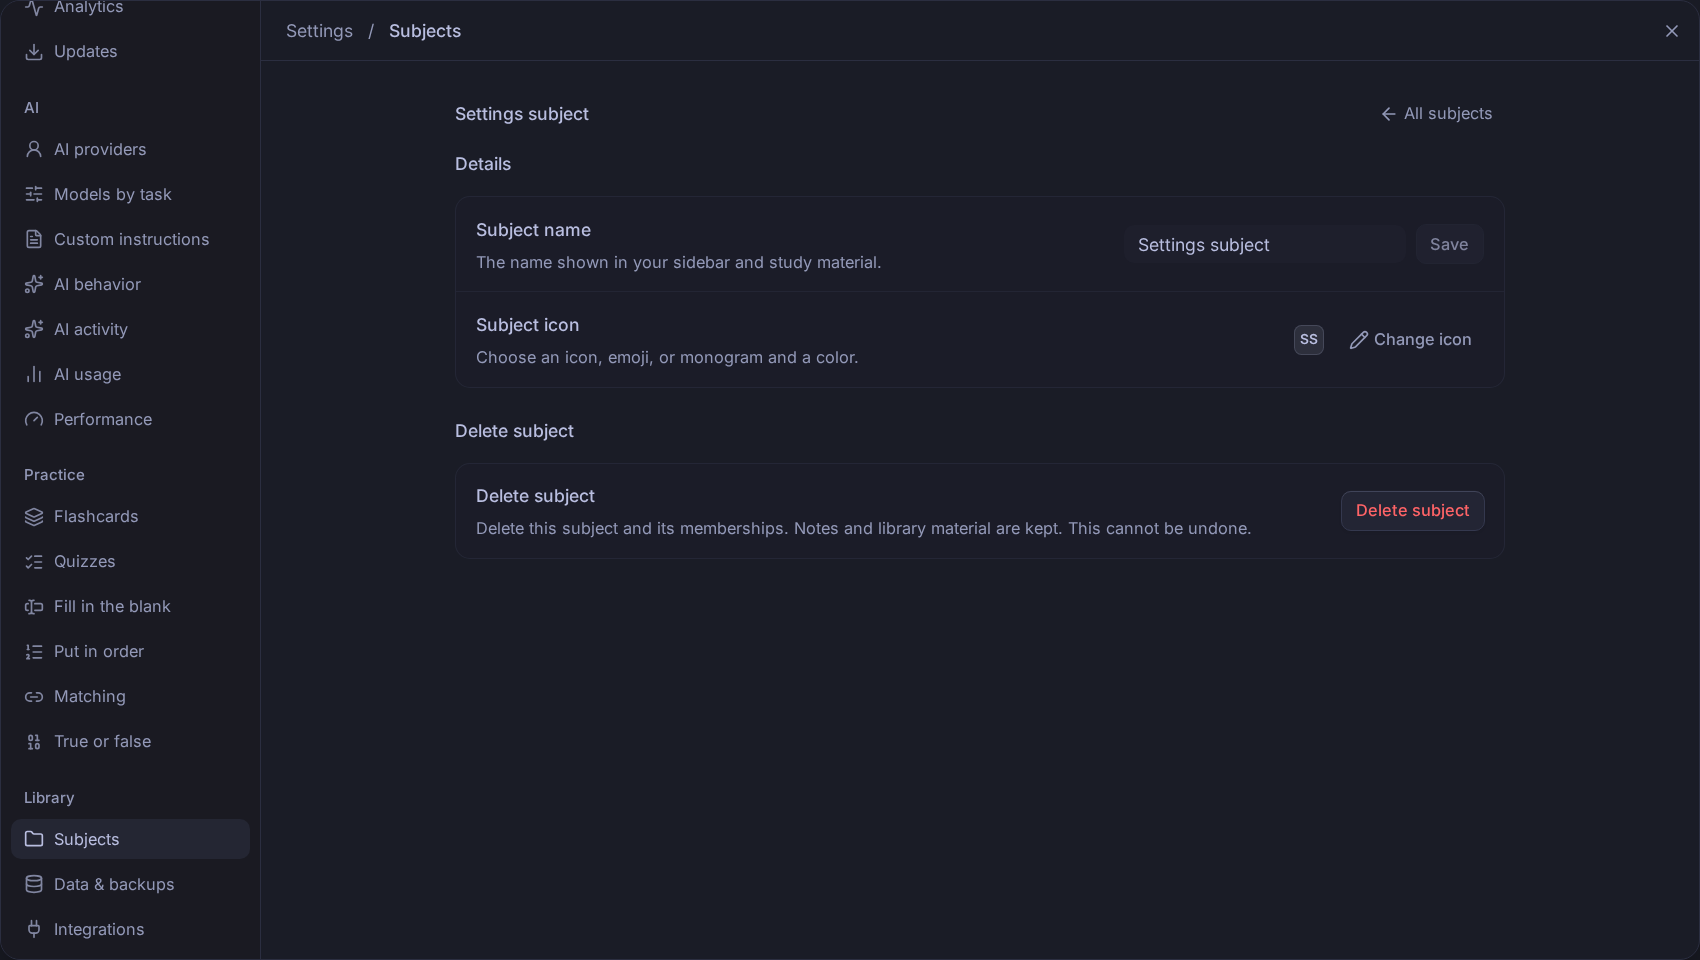 Analytics
Updates
AI
AI providers
Models by task
Custom instructions
AI behavior
AI activity
AI usage
Performance
Practice
Flashcards
Quizzes
Fill in the blank
Put in order
Matching
True or false
Library
Subjects
Data & backups
Integrations
Settings / Subjects
Settings subject
All subjects
Details
Subject name
The name shown in your sidebar and study material.
Settings subject
Save
Subject icon
Choose an icon, emoji, or monogram and a color.
SS
Change icon
Delete subject
Delete subject
Delete this subject and its memberships. Notes and library material are kept. This cannot be undone.
Delete subject